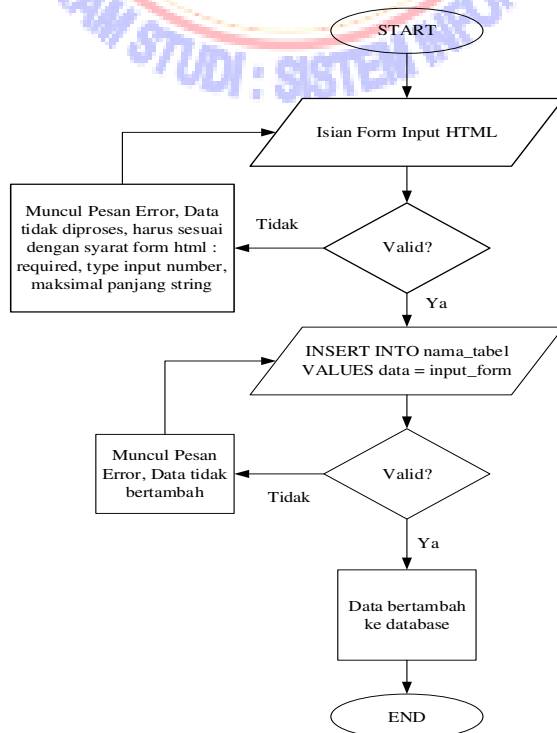 STUDI : SISTEM
START
Isian Form Input HTML
Muncul Pesan Error, Data
tidak diproses, harus sesuai
dengan syarat form html :
required, type input number,
maksimal panjang string
Tidak
Valid?
Ya
INSERT INTO nama_tabel
VALUES data = input_form
Muncul Pesan
Error, Data tidak
bertambah
Tidak
Valid?
Ya
Data bertambah
ke database
END